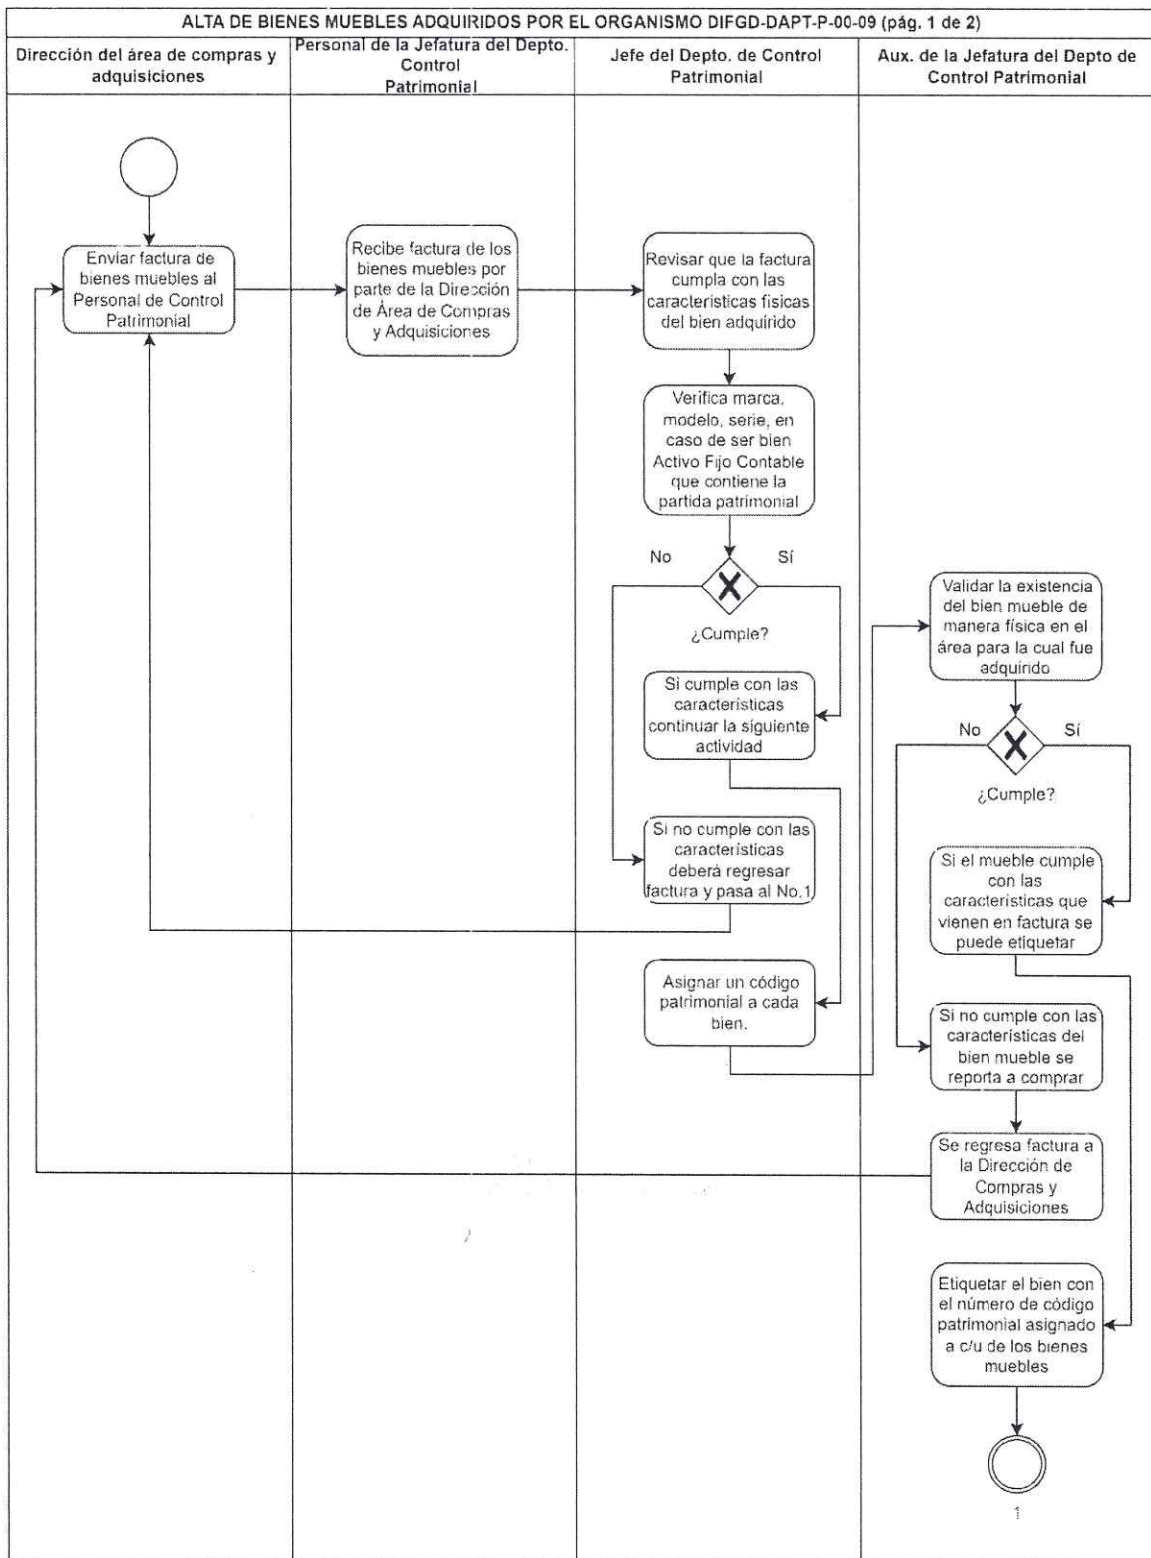 ALTA DE BIENES MUEBLES ADQUIRIDOS POR EL ORGANISMO DIFGD-DAPT-P-00-09 (pág. 1 de 2)
Dirección del área de compras y
adquisiciones
Personal de la Jefatura del Depto.
Control
Patrimonial
Jefe del Depto. de Control
Patrimonial
Aux. de la Jefatura del Depto de
Control Patrimonial
Enviar factura de
bienes muebles al
Personal de Control
Patrimonial
Recibe factura de los
bienes muebles por
parte de la Dirección
de Área de Compras
y Adquisiciones
Revisar que la factura
cumpla con las
características físicas
del bien adquirido
Verifica marca,
modelo, serie, en
caso de ser bien
Activo Fijo Contable
que contiene la
partida patrimonial
No
Sí
¿Cumple?
Si cumple con las
características
continuar la siguiente
actividad
Si no cumple con las
características
deberá regresar
factura y pasa al No.1
Asignar un código
patrimonial a cada
bien.
Validar la existencia
del bien mueble de
manera física en el
área para la cual fue
adquirido
No
Sí
¿Cumple?
Si el mueble cumple
con las
características que
vienen en factura se
puede etiquetar
Si no cumple con las
características del
bien mueble se
reporta a comprar
Se regresa factura a
la Dirección de
Compras y
Adquisiciones
Etiquetar el bien con
el número de código
patrimonial asignado
a c/u de los bienes
muebles
1